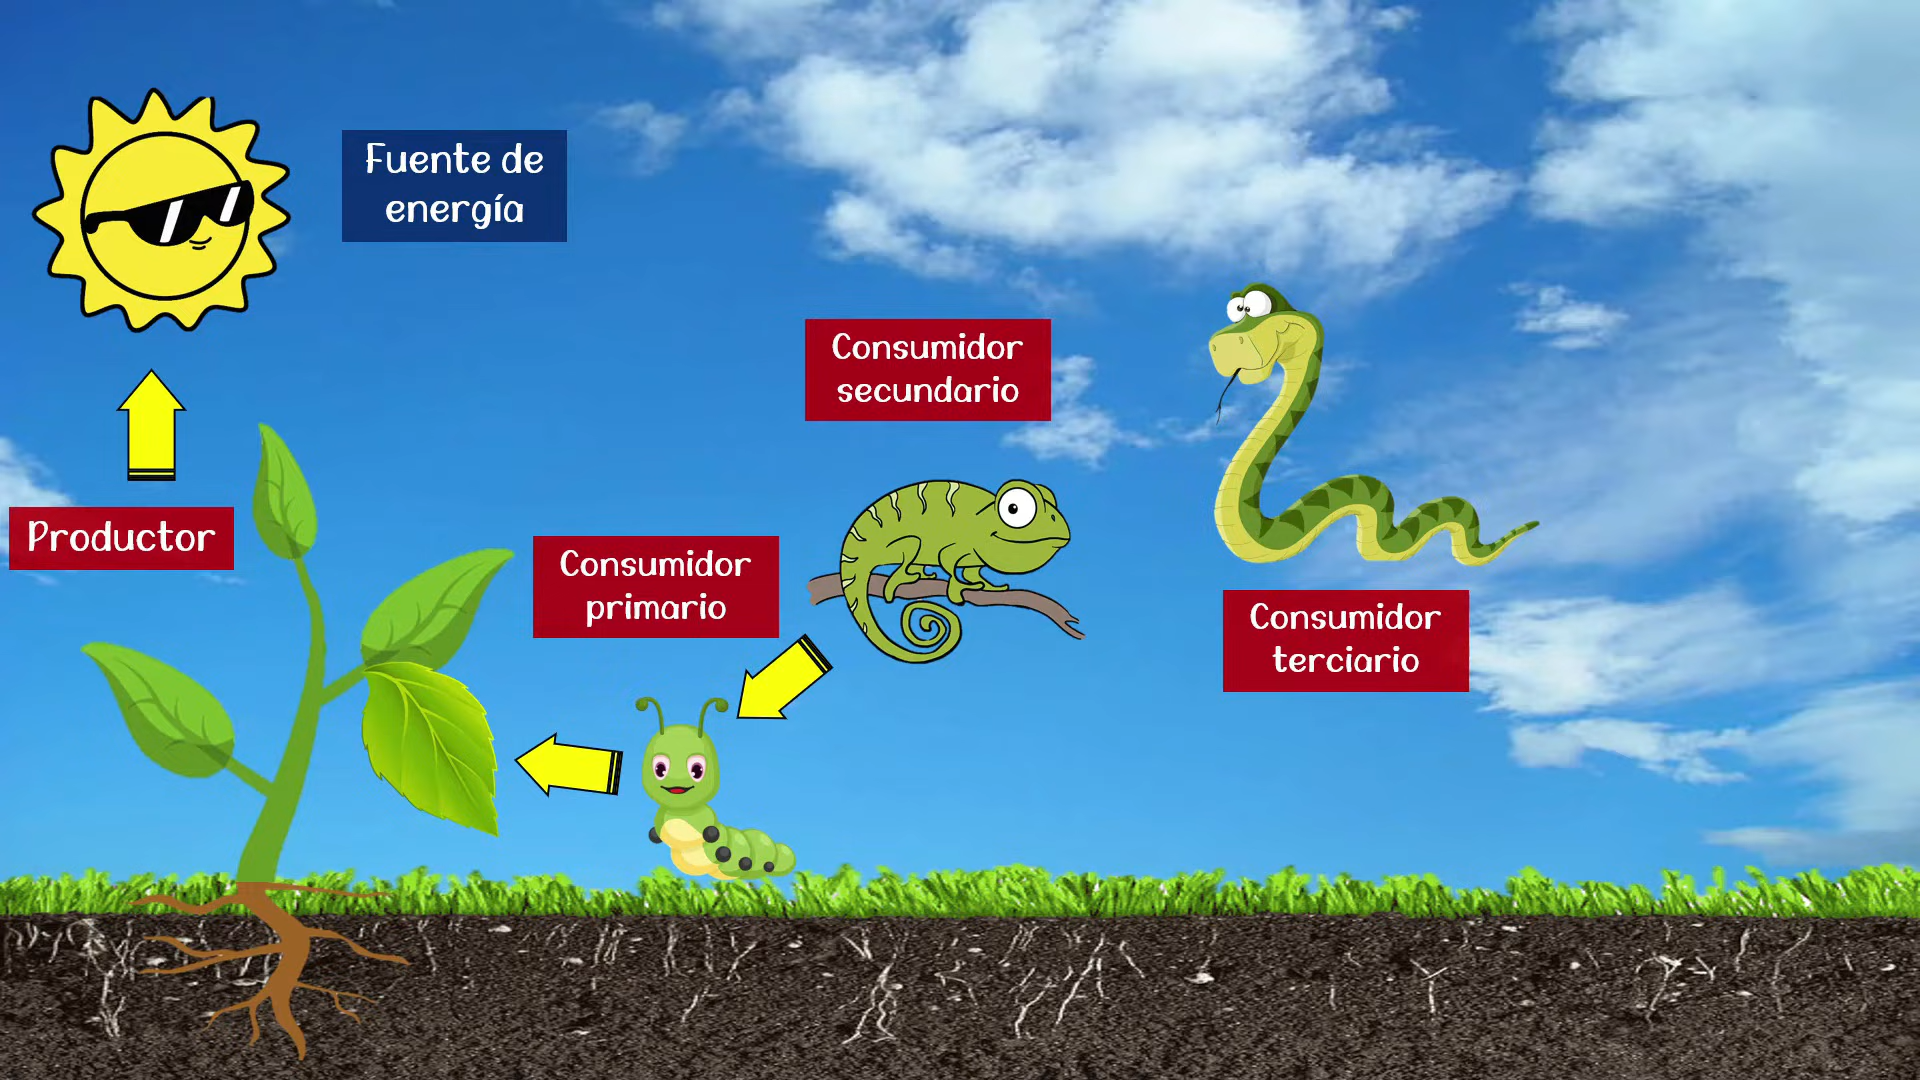 Fuente de
energía
Consumidor
secundario
Productor
Consumidor
primario
Consumidor
terciario